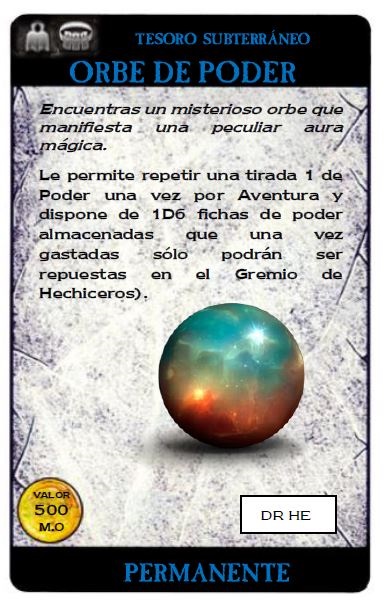 TESORO SUBTERRÁNEO
ORBE DE PODER
Encuentras un misterioso orbe que
manifiesta una peculiar aura
mágica.
Le permite repetir una tirada 1 de
Poder una vez por Aventura y
dispone de 1D6 fichas de poder
almacenadas que una vez
gastadas sólo podrán ser
repuestas en el Gremio de
Hechiceros).
VALOR
500
M.O
DR HE
PERMANENTE